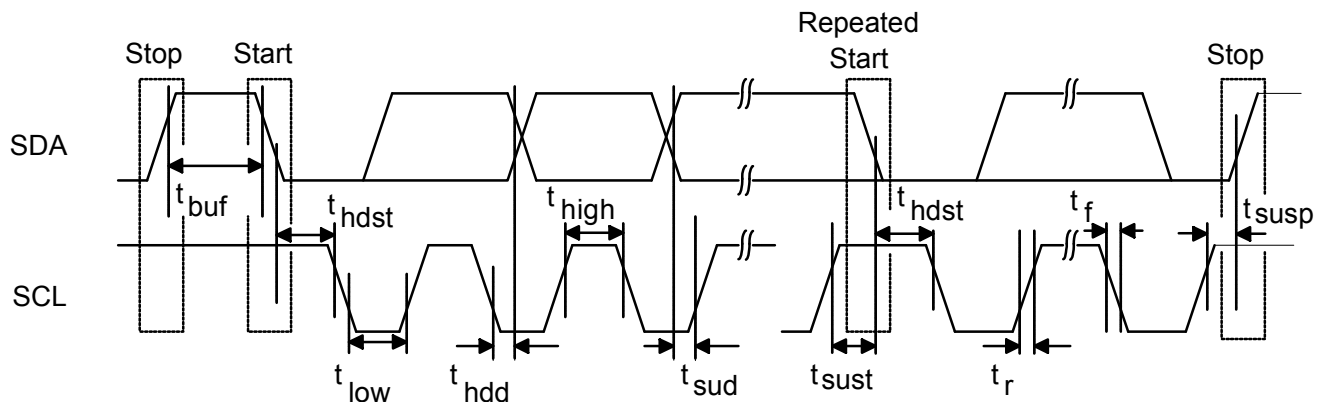 Repeated
Stop Start Start Stop
SDA
t buf
t hdst t high t hdst t f t susp
SCL
t low t hdd t sud t sust t r